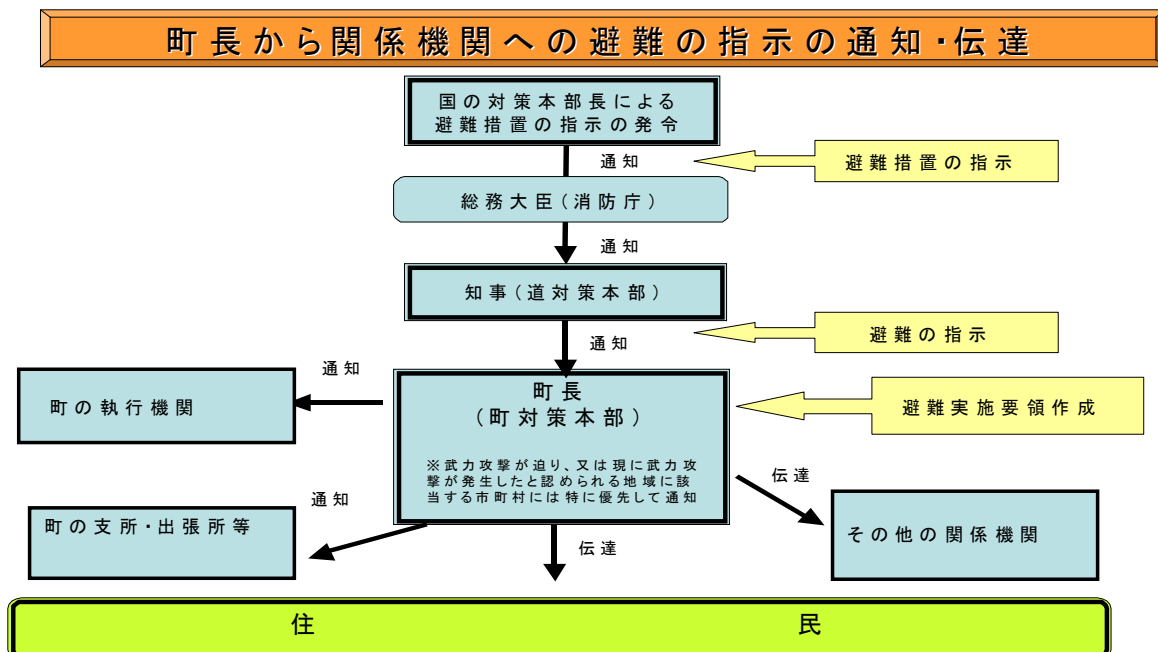 町長から関係機関への避難の指示の通知・伝達
国の対策本部長による
避難措置の指示の発令
通知
避難措置の指示
総務大臣(消防庁)
通知
知事(道対策本部)
通知
避難の指示
通知
町の執行機関
町長
(町対策本部)
※武力攻撃が迫り、又は現に武力攻
撃が発生したと認められる地域に該
当する市町村には特に優先して通知
避難実施要領作成
通知
町の支所・出張所等
伝達
その他の関係機関
伝達
住民